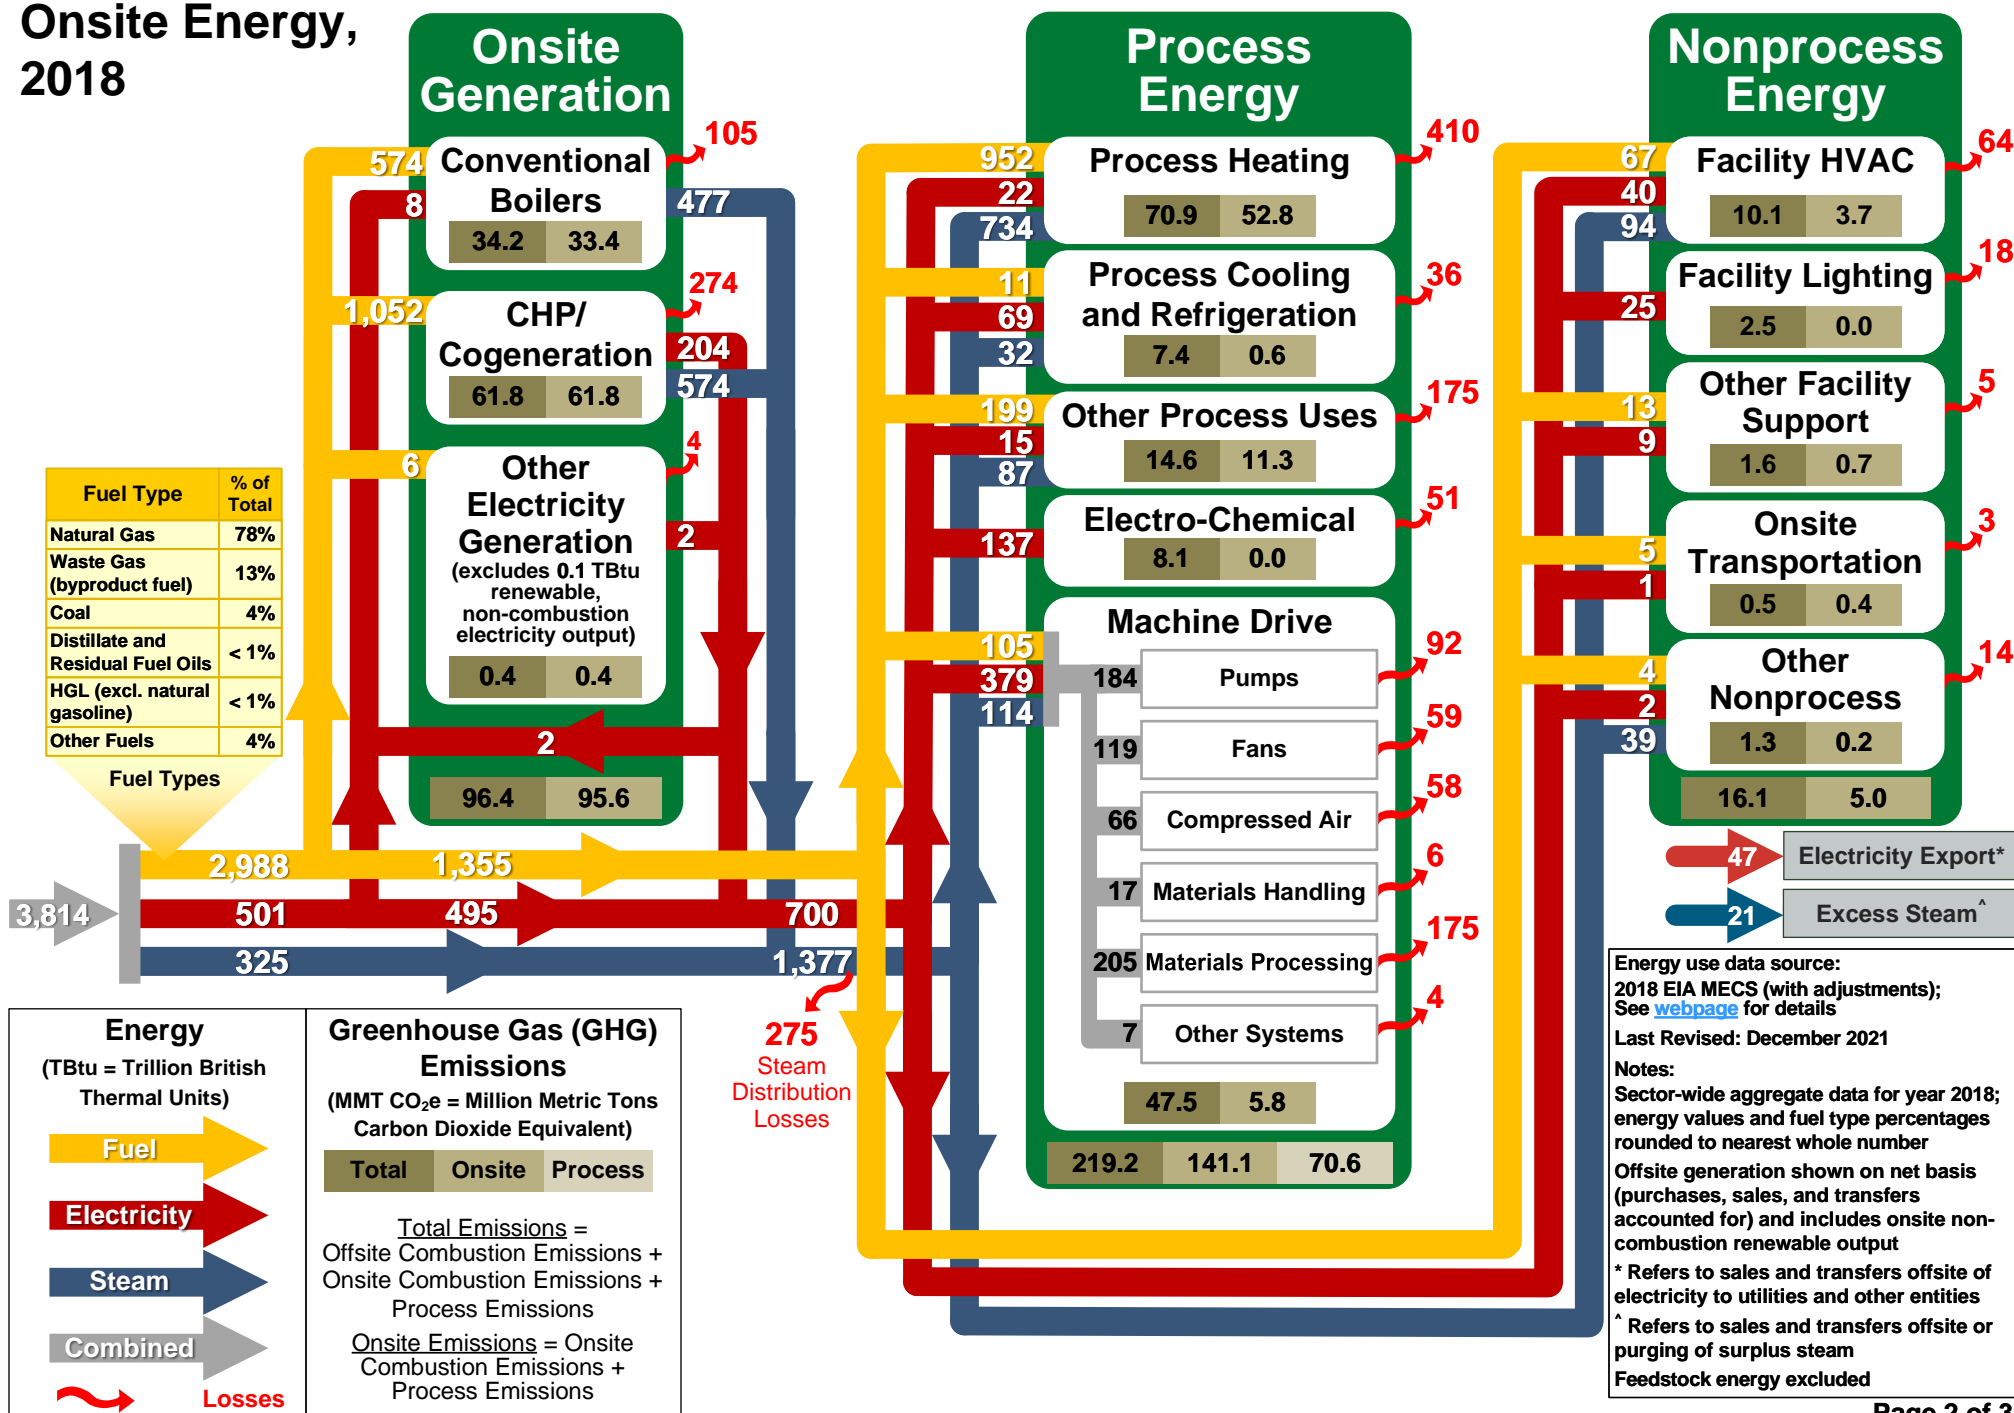 Onsite Energy,
2018
Onsite
Generation
105
574
Conventional
Boilers
8
477
34.2 33.4
274
1,052
CHP/
Cogeneration
204
574
61.8 61.8
4
6
Other
Electricity
Generation
2
(excludes 0.1 TBtu
renewable,
non-combustion
electricity output)
0.4 0.4
2
96.4 95.6
Fuel Type % of
Total
Natural Gas 78%
Waste Gas
(byproduct fuel) 13%
Coal 4%
Distillate and
Residual Fuel Oils < 1%
HGL (excl. natural
gasoline) < 1%
Other Fuels 4%
Fuel Types
3,814
2,988 1,355
501 495 700
325 1,377
275
Steam
Distribution
Losses
Process
Energy
410
952
22
734
Process Heating
70.9 52.8
36
11
69
32
Process Cooling
and Refrigeration
7.4 0.6
175
199
15
87
Other Process Uses
14.6 11.3
51
137
Electro-Chemical
8.1 0.0
Machine Drive
105
379
114
184 Pumps 92
119 Fans 59
66 Compressed Air 58
17 Materials Handling 6
205 Materials Processing 175
7 Other Systems 4
47.5 5.8
219.2 141.1 70.6
Nonprocess
Energy
64
67
40
94
Facility HVAC
10.1 3.7
18
25
Facility Lighting
2.5 0.0
5
13
9
Other Facility
Support
1.6 0.7
3
5
1
Onsite
Transportation
0.5 0.4
14
4
2
39
Other
Nonprocess
1.3 0.2
16.1 5.0
47 Electricity Export*
21 Excess Steam^
Energy
(TBtu = Trillion British
Thermal Units)
Fuel
Electricity
Steam
Combined
Losses
Greenhouse Gas (GHG)
Emissions
(MMT CO₂e = Million Metric Tons
Carbon Dioxide Equivalent)
Total Onsite Process
Total Emissions =
Offsite Combustion Emissions +
Onsite Combustion Emissions +
Process Emissions
Onsite Emissions = Onsite
Combustion Emissions +
Process Emissions
Energy use data source:
2018 EIA MECS (with adjustments);
See webpage for details
Last Revised: December 2021
Notes:
Sector-wide aggregate data for year 2018;
energy values and fuel type percentages
rounded to nearest whole number
Offsite generation shown on net basis
(purchases, sales, and transfers
accounted for) and includes onsite non-
combustion renewable output
* Refers to sales and transfers offsite of
electricity to utilities and other entities
^ Refers to sales and transfers offsite or
purging of surplus steam
Feedstock energy excluded
Page 2 of 3